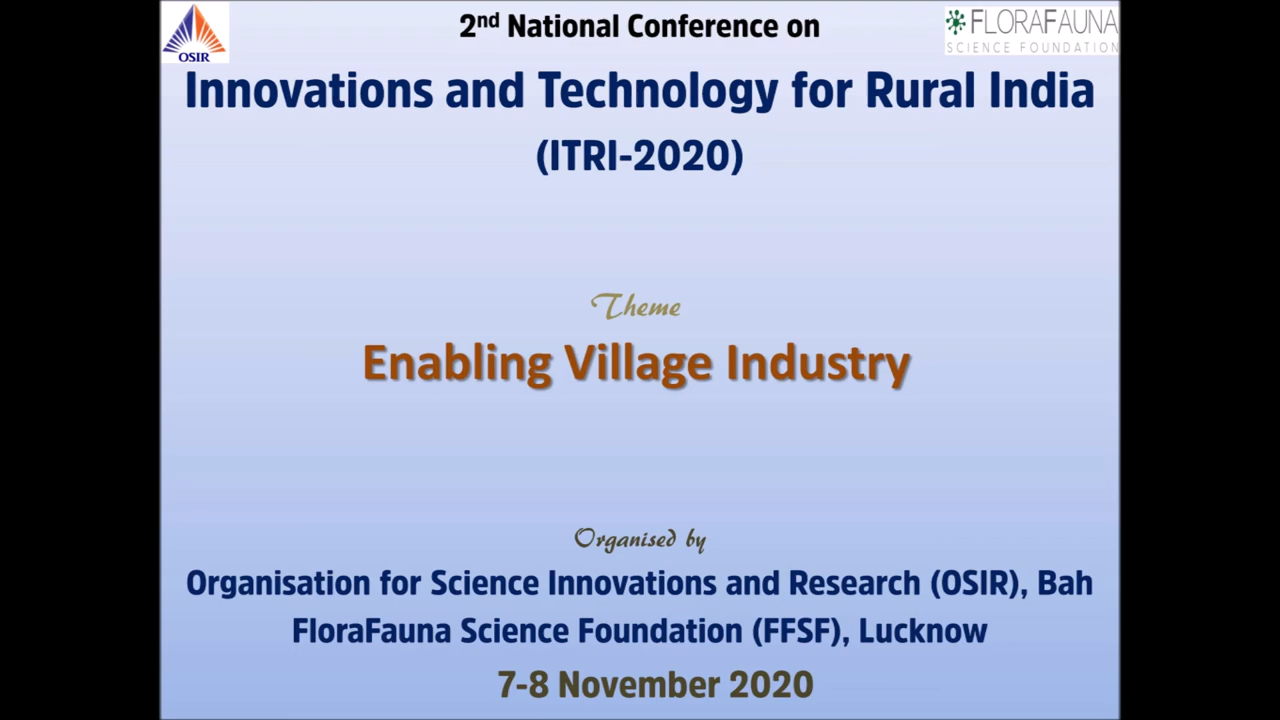 OSIR
2nd National Conference on
FLORAFAUNA
SCIENCE FOUNDATION
Innovations and Technology for Rural India
(ITRI-2020)
Theme
Enabling Village Industry
Organised by
Organisation for Science Innovations and Research (OSIR), Bah
FloraFauna Science Foundation (FFSF), Lucknow
7-8 November 2020